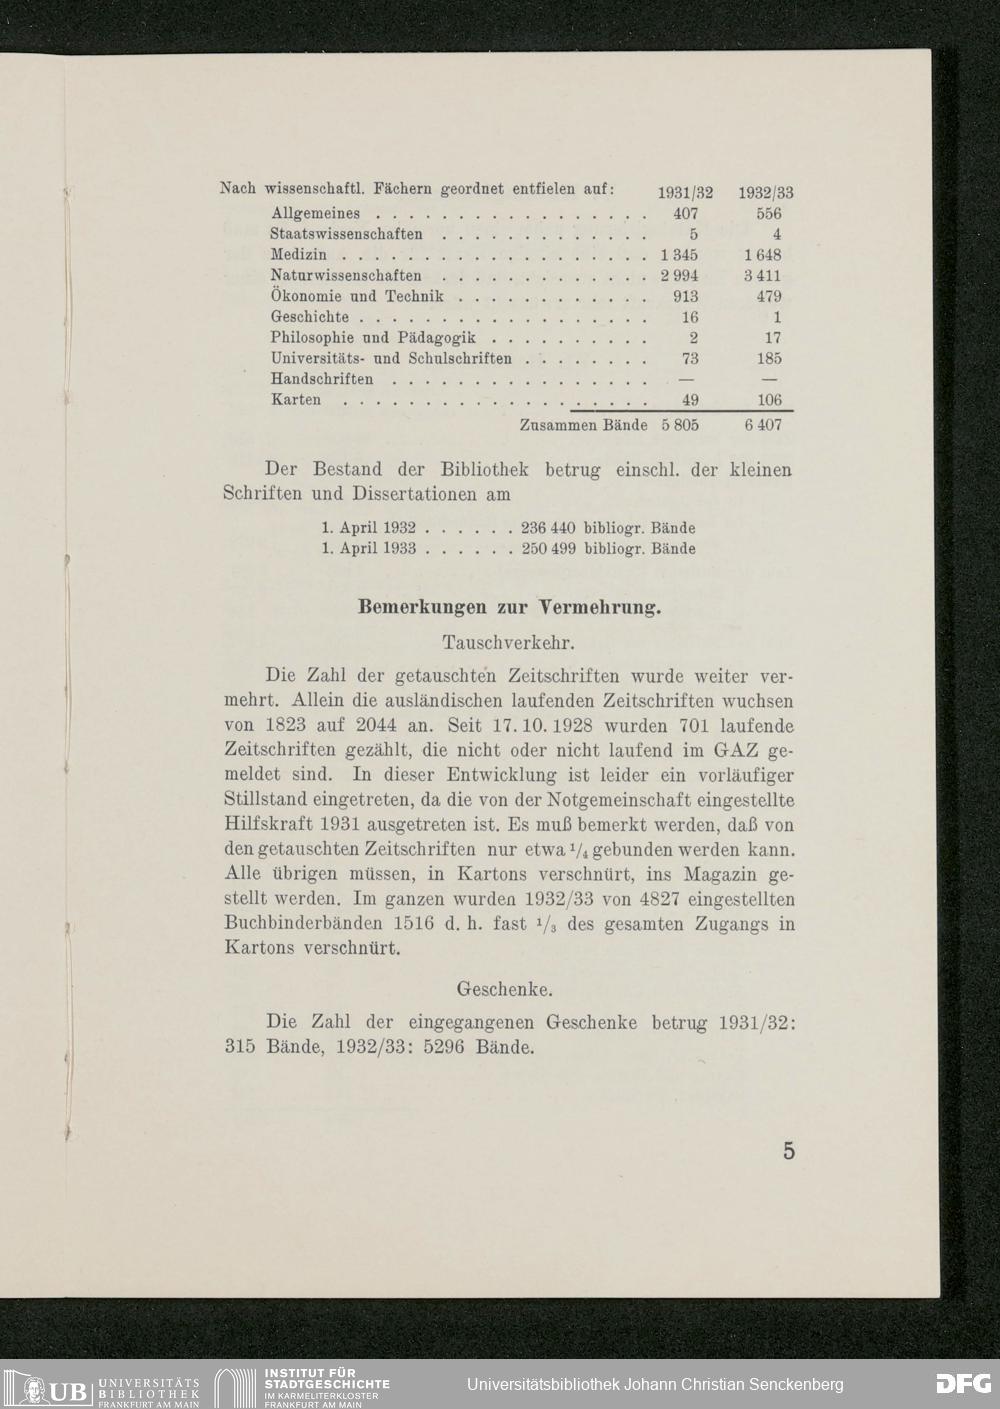 Nach wissenschaftl. Fächern geordnet entfielen auf: 1931/32 1932/33
Allgemeines . . . . . . . . . . . . . . . . . 407 556
Staatswissenschaften . . . . . . . . . . . . . 5 4
Medizin . . . . . . . . . . . . . . . . . . . 1 345 1 648
Naturwissenschaften . . . . . . . . . . . . . 2 994 3 411
Ökonomie und Technik . . . . . . . . . . . . 913 479
Geschichte . . . . . . . . . . . . . . . . . . 16 1
Philosophie und Pädagogik . . . . . . . . . . 2 17
Universitäts- und Schulschriften . . . . . . . . 73 185
Handschriften . . . . . . . . . . . . . . . . . — —
Karten . . . . . . . . . . . . . . . . . . . 49 106
Zusammen Bände 5 805 6 407
Der Bestand der Bibliothek betrug einschl. der kleinen
Schriften und Dissertationen am
1. April 1932 . . . . . . 236 440 bibliogr. Bände
1. April 1933 . . . . . . 250 499 bibliogr. Bände
Bemerkungen zur Vermehrung.
Tauschverkehr.
Die Zahl der getauschten Zeitschriften wurde weiter ver-
mehrt. Allein die ausländischen laufenden Zeitschriften wuchsen
von 1823 auf 2044 an. Seit 17. 10. 1928 wurden 701 laufende
Zeitschriften gezählt, die nicht oder nicht laufend im GAZ ge-
meldet sind. In dieser Entwicklung ist leider ein vorläufiger
Stillstand eingetreten, da die von der Notgemeinschaft eingestellte
Hilfskraft 1931 ausgetreten ist. Es muß bemerkt werden, daß von
den getauschten Zeitschriften nur etwa ¹/₄ gebunden werden kann.
Alle übrigen müssen, in Kartons verschnürt, ins Magazin ge-
stellt werden. Im ganzen wurden 1932/33 von 4827 eingestellten
Buchbinderbänden 1516 d. h. fast ¹/₃ des gesamten Zugangs in
Kartons verschnürt.
Geschenke.
Die Zahl der eingegangenen Geschenke betrug 1931/32:
315 Bände, 1932/33: 5296 Bände.
5
UB UNIVERSITÄTS
BIBLIOTHEK
FRANKFURT AM MAIN
INSTITUT FÜR
STADTGESCHICHTE
IM KARMELITERKLOSTER
FRANKFURT AM MAIN
Universitätsbibliothek Johann Christian Senckenberg
DFG